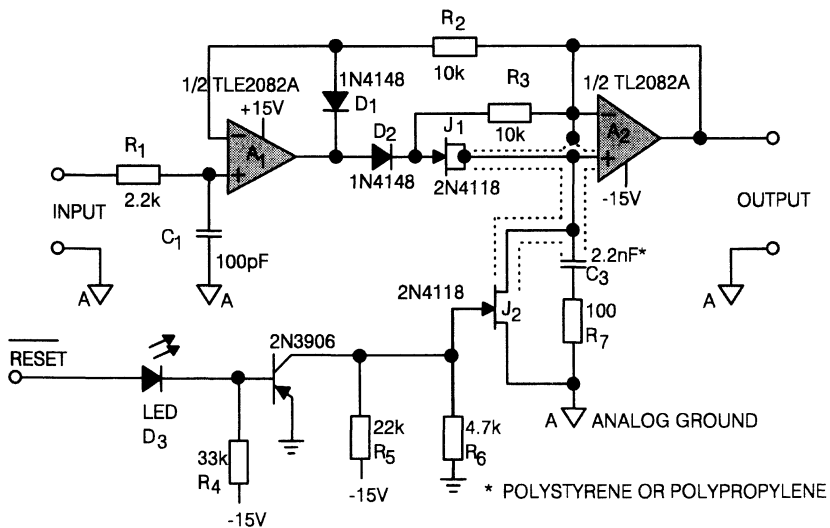 R2
10k
1/2 TLE2082A
+15V
1N4148
D1
R3
10k
1/2 TL2082A
A1
A2
D2
J1
1N4148
2N4118
R1
2.2k
INPUT
C1
100pF
A
A
-15V
OUTPUT
A
2.2nF*
C3
2N4118
J2
100
R7
RESET
2N3906
LED
D3
A ANALOG GROUND
33k
R4
-15V
22k
R5
-15V
4.7k
R6
* POLYSTYRENE OR POLYPROPYLENE